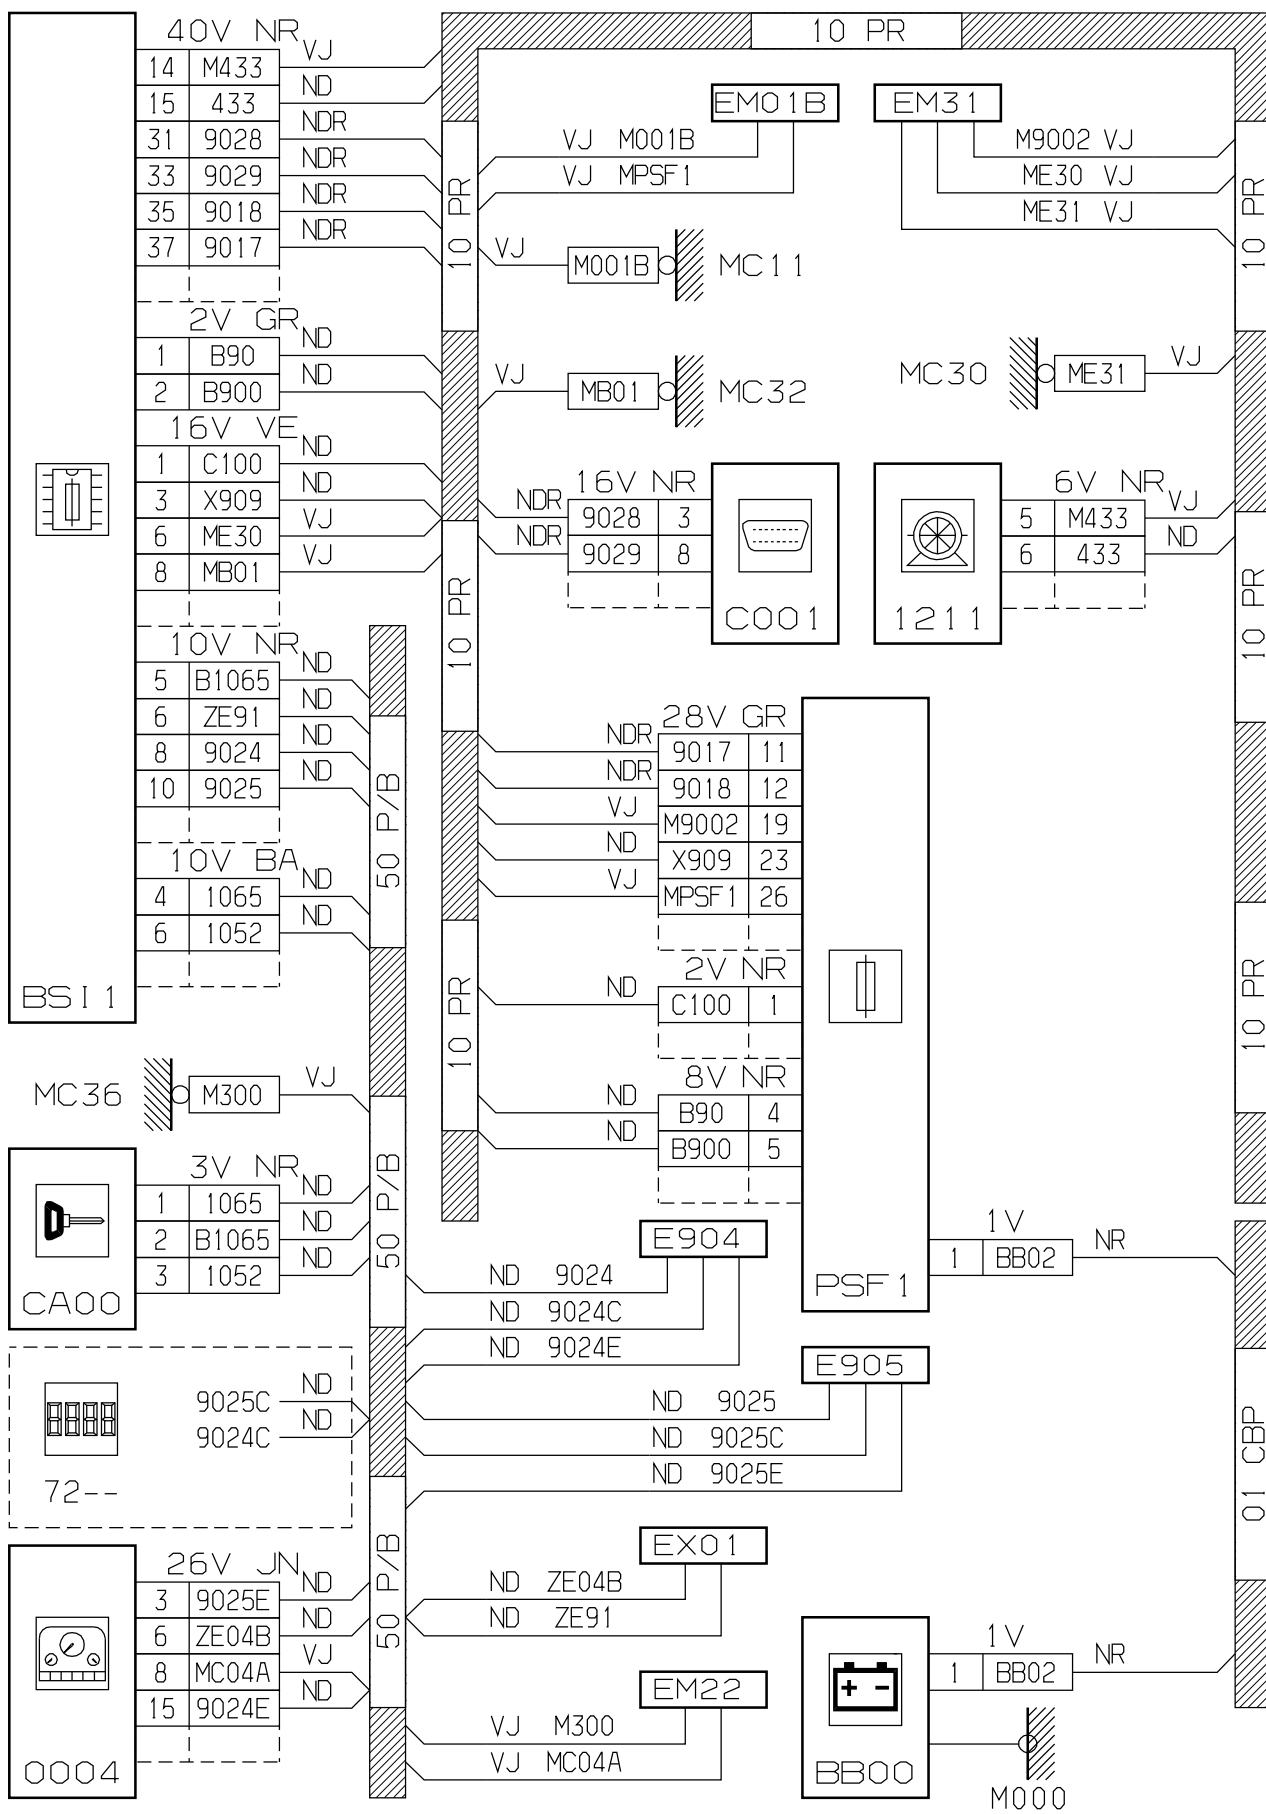 10 PR
40V NR
14 M433 VJ
15 433 ND
31 9028 NDR
33 9029 NDR
35 9018 NDR
37 9017 NDR
2V GR
1 B90 ND
2 B900 ND
16V VE
1 C100 ND
3 X909 ND
6 ME30 VJ
8 MB01 VJ
10V NR
5 B1065 ND
6 ZE91 ND
8 9024 ND
10 9025 ND
10V BA
4 1065 ND
6 1052 ND
BSI1
MC36 M300 VJ
3V NR
1 1065 ND
2 B1065 ND
3 1052 ND
CA00
9025C ND
9024C ND
72--
26V JN
3 9025E ND
6 ZE04B ND
8 MC04A VJ
15 9024E ND
0004
50 P/B
50 P/B
50 P/B
10 PR
10 PR
10 PR
EM01B
VJ M001B
VJ MPSF1
EM31
M9002 VJ
ME30 VJ
ME31 VJ
VJ M001B MC11
VJ MB01 MC32
MC30 ME31 VJ
16V NR
NDR 9028 3
NDR 9029 8
C001
6V NR
5 M433 VJ
6 433 ND
1211
28V GR
NDR 9017 11
NDR 9018 12
VJ M9002 19
ND X909 23
VJ MPSF1 26
2V NR
ND C100 1
8V NR
ND B90 4
ND B900 5
1V
1 BB02 NR
PSF1
E904
ND 9024
ND 9024C
ND 9024E
E905
ND 9025
ND 9025C
ND 9025E
EX01
ND ZE04B
ND ZE91
EM22
VJ M300
VJ MC04A
1V
1 BB02 NR
BB00
M000
10 PR
10 PR
10 PR
01 CBP